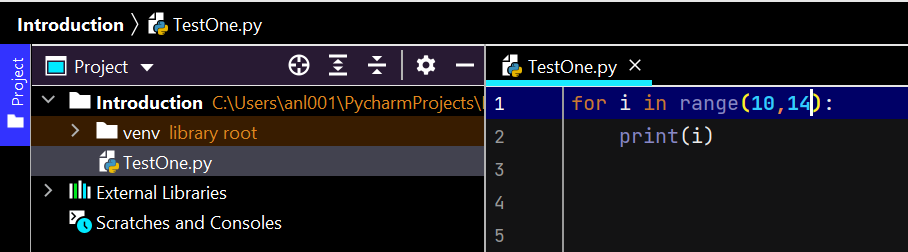 Introduction TestOne.py
Project
Project
TestOne.py
Introduction C:\Users\anl001\PycharmProjects\
venv library root
TestOne.py
External Libraries
Scratches and Consoles
1 for i in range(10,14):
2 print(i)
3
4
5